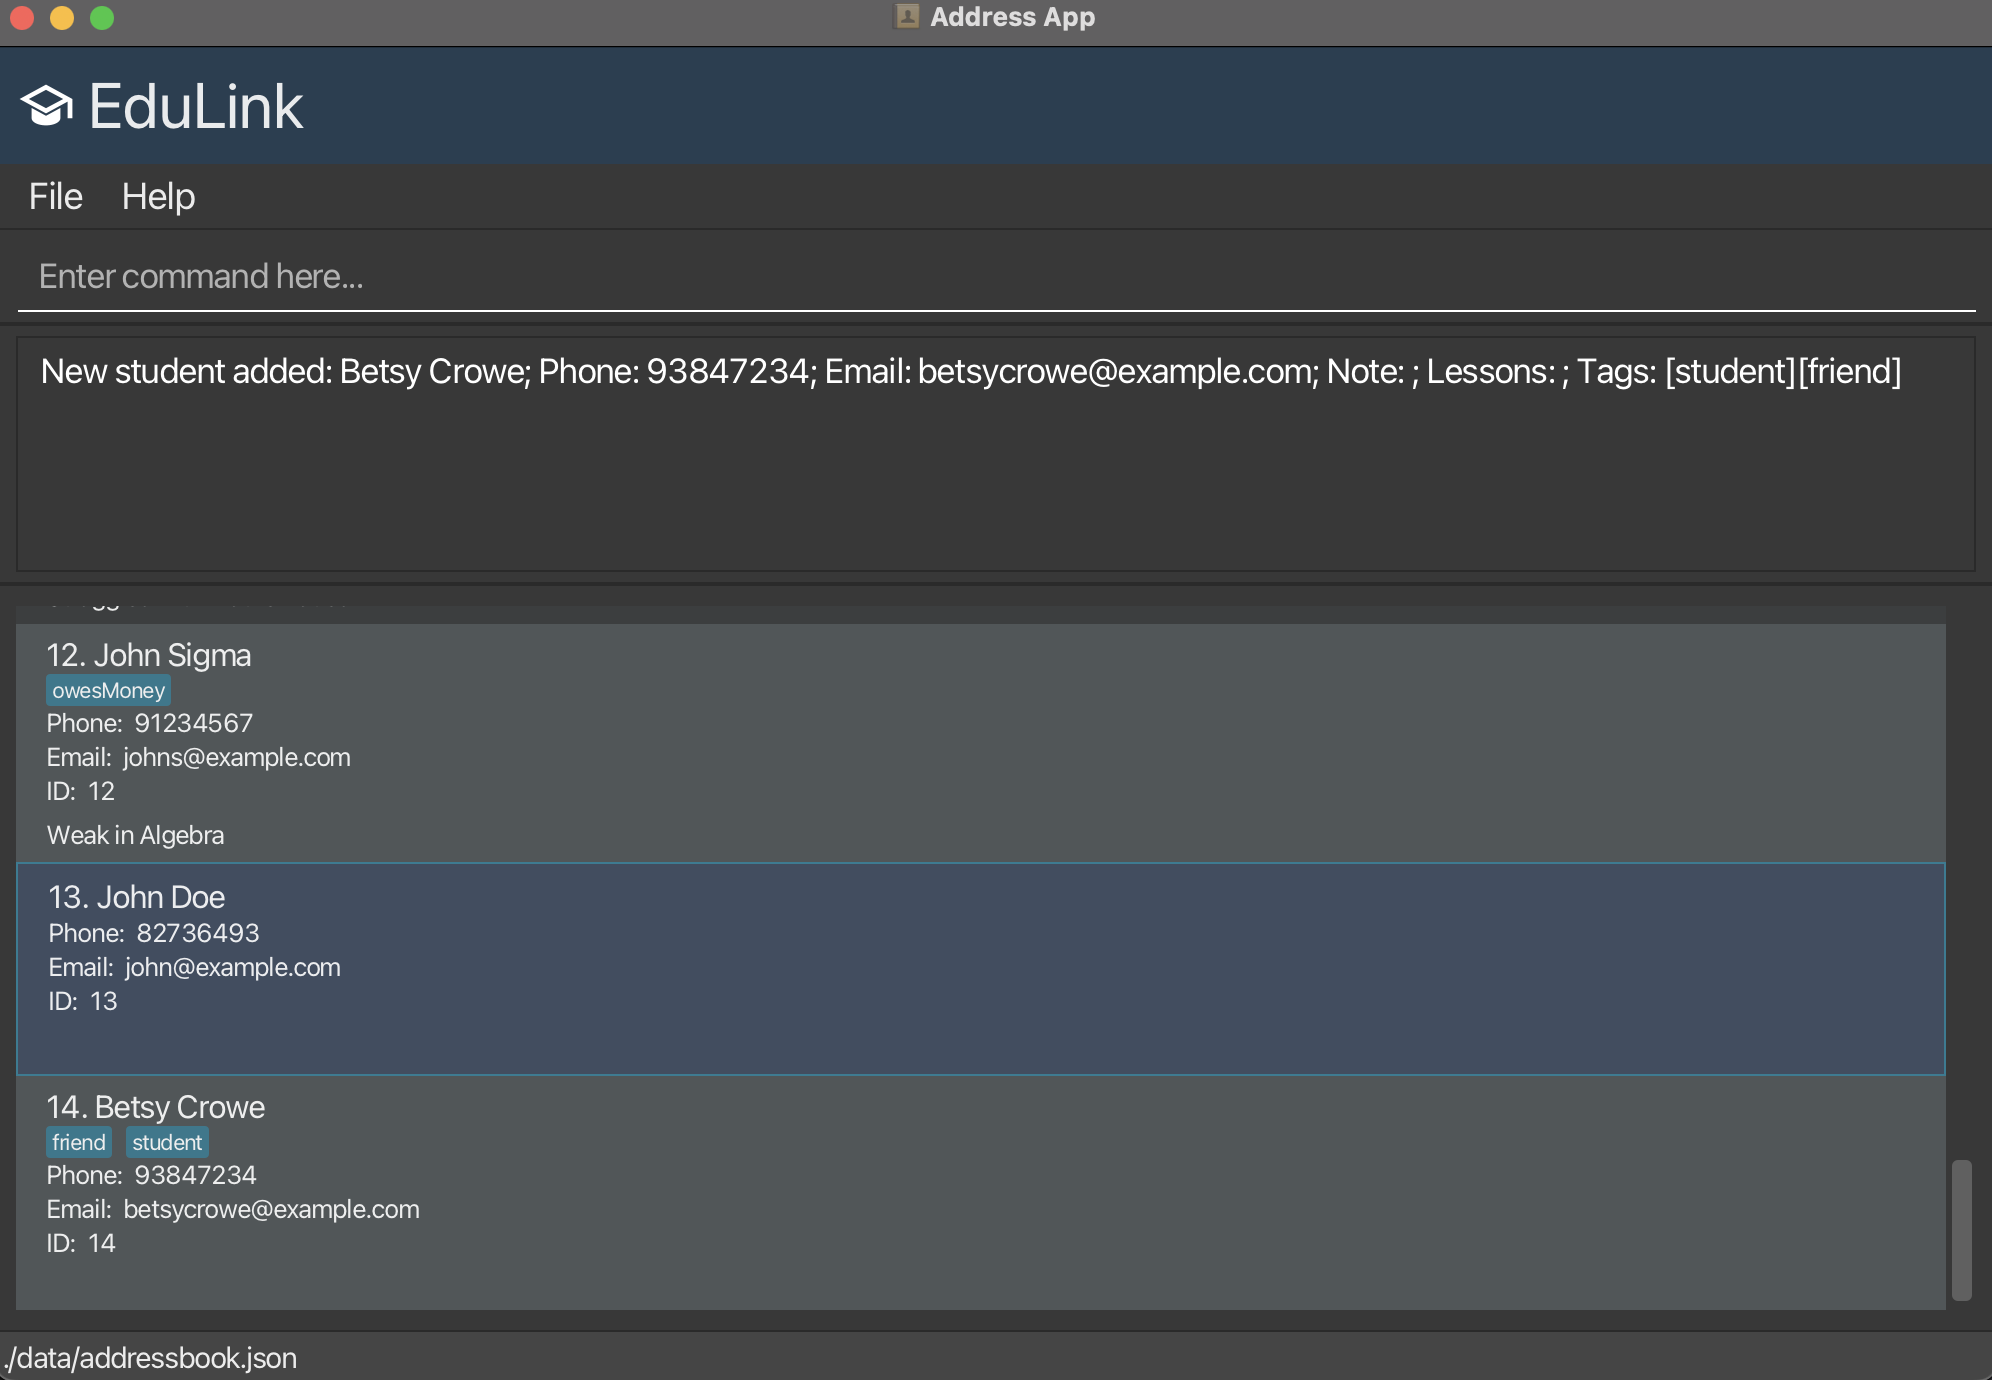 Address App
EduLink
File Help
Enter command here...
New student added: Betsy Crowe; Phone: 93847234; Email: betsycrowe@example.com; Note: ; Lessons: ; Tags: [student][friend]
12. John Sigma
owesMoney
Phone: 91234567
Email: johns@example.com
ID: 12
Weak in Algebra
13. John Doe
Phone: 82736493
Email: john@example.com
ID: 13
14. Betsy Crowe
friend student
Phone: 93847234
Email: betsycrowe@example.com
ID: 14
./data/addressbook.json